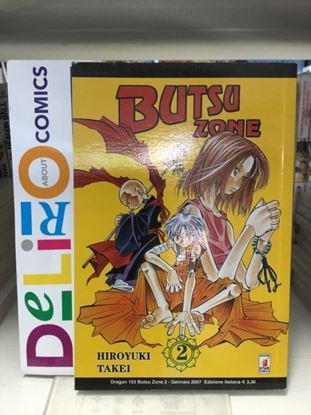 DeLiRiO
ABOUT
COMICS
BUTSU
ZONE
2
HIROYUKI
TAKEI
STAR
Dragon 103 Butsu Zone 2 - Gennaio 2007 Edizione Italiana € 3,30